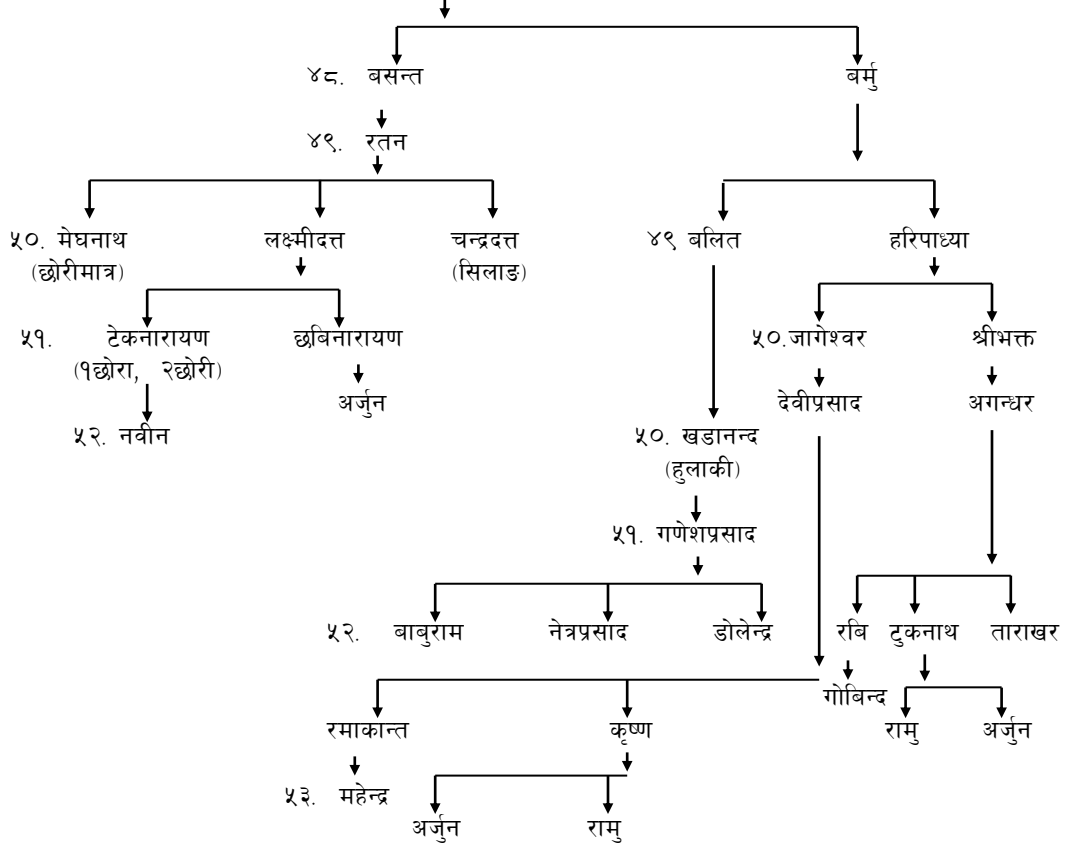 ४८. बसन्त बर्मु
४९. रतन
५०. मेघनाथ लक्ष्मीदत्त चन्द्रदत्त ४९ बलित हरिपाध्या
(छोरीमात्र) (सिलाङ)
५१. टेकनारायण छबिनारायण ५०.जागेश्वर श्रीभक्त
(१छोरा, २छोरी)
अर्जुन देवीप्रसाद अगन्धर
५२. नवीन ५०. खडानन्द
(हुलाकी)
५१. गणेशप्रसाद
५२. बाबुराम नेत्रप्रसाद डोलेन्द्र रबि टुकनाथ ताराखर
गोबिन्द
रमाकान्त कृष्ण रामु अर्जुन
५३. महेन्द्र
अर्जुन रामु